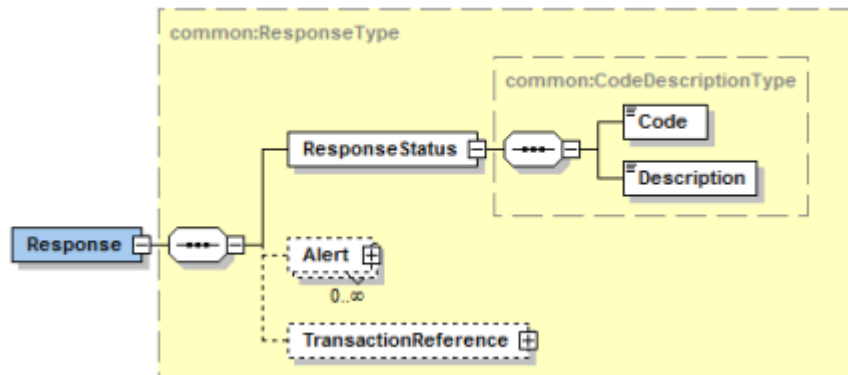 common:ResponseType
common:CodeDescriptionType
Code
ResponseStatus
Description
Response
Alert
0..∞
TransactionReference